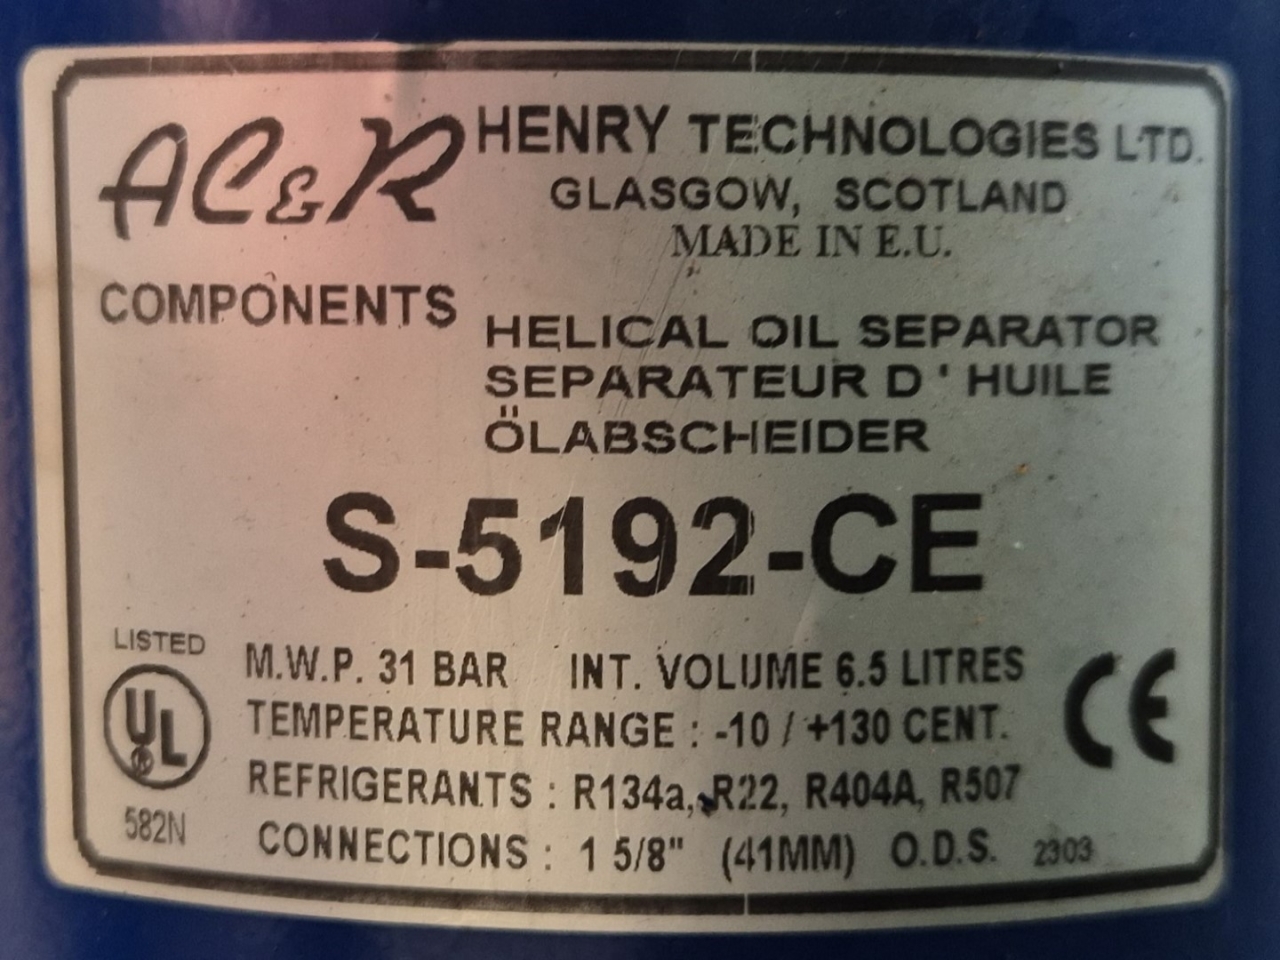 AC&R
COMPONENTS
HENRY TECHNOLOGIES LTD.
GLASGOW, SCOTLAND
MADE IN E.U.
HELICAL OIL SEPARATOR
SEPARATEUR D'HUILE
ÖLABSCHEIDER
S-5192-CE
LISTED
UL
582N
M.W.P. 31 BAR INT. VOLUME 6.5 LITRES
TEMPERATURE RANGE : -10 / +130 CENT.
REFRIGERANTS : R134a, R22, R404A, R507
CONNECTIONS : 1 5/8" (41MM) O.D.S. 2303
CE